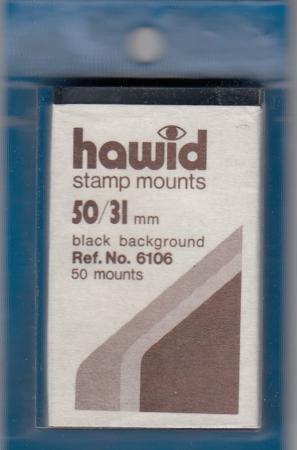 hawid
stamp mounts
50/31 mm
black background
Ref. No. 6106
50 mounts